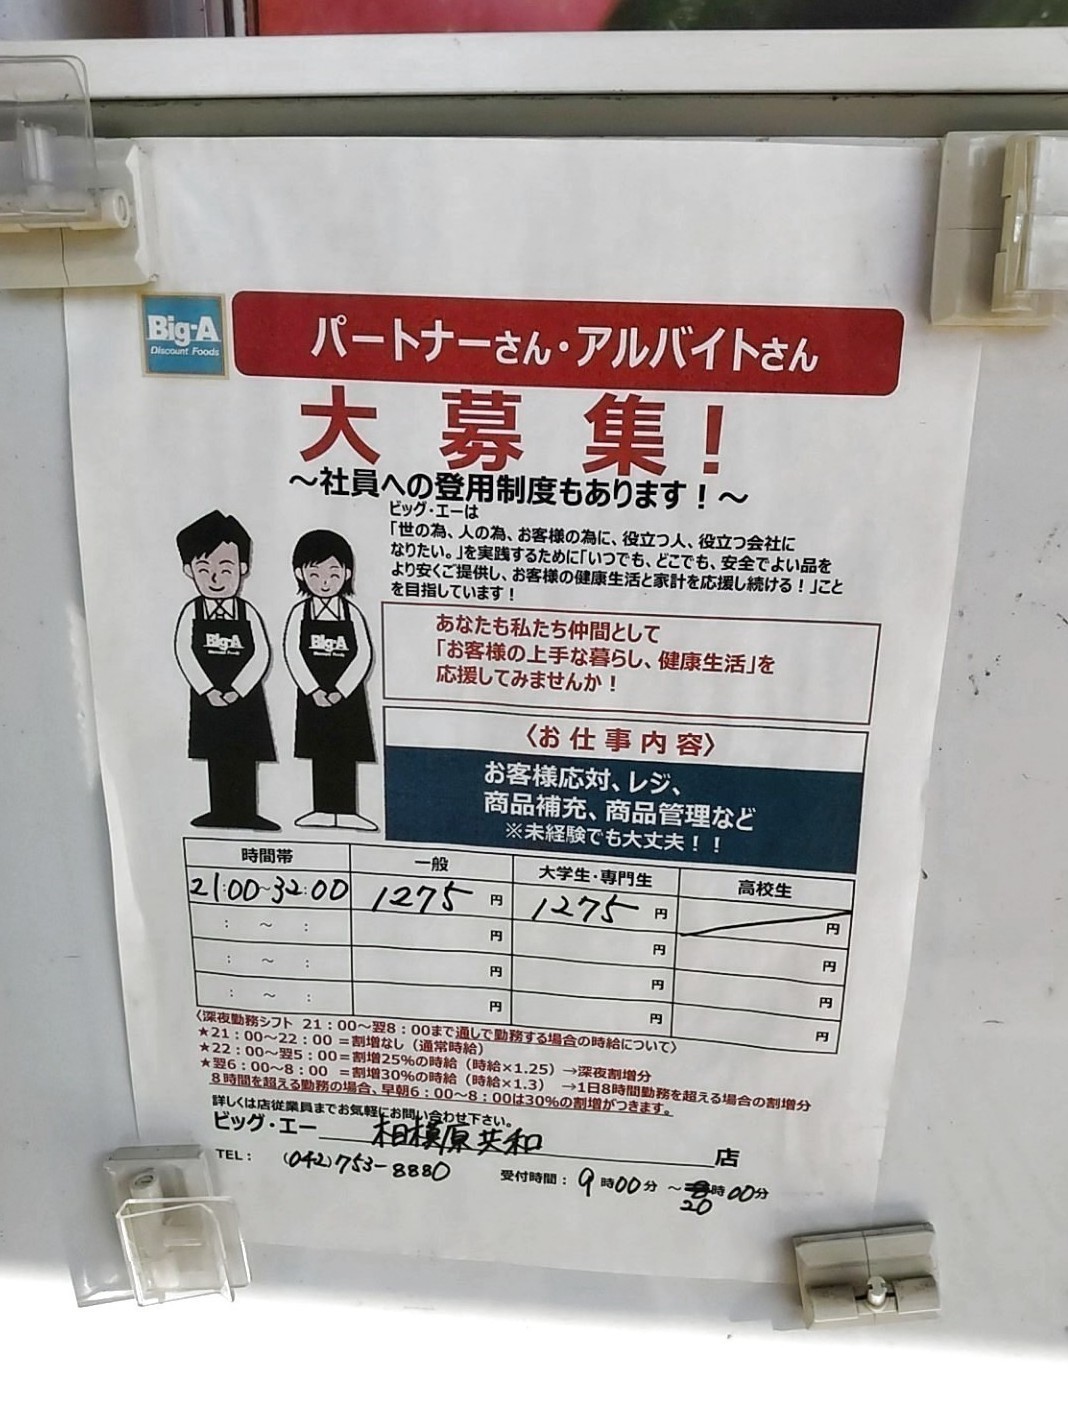 Big-A
Discount Foods
パートナーさん・アルバイトさん
大募集!
～社員への登用制度もあります！～
ビッグ・エーは
「世の為、人の為、お客様の為に、役立つ人、役立つ会社に
なりたい。」を実践するために「いつでも、どこでも、安全でよい品を
より安くご提供し、お客様の健康生活と家計を応援し続ける！」こと
を目指しています！
Big-A
Discount Foods
Big-A
Discount Foods
あなたも私たち仲間として
「お客様の上手な暮らし、健康生活」を
応援してみませんか！
〈お仕事内容〉
お客様応対、レジ、
商品補充、商品管理など
※未経験でも大丈夫！！
時間帯 一般 大学生・専門生 高校生
21:00~32:00 1275円 1275円 円
： ～ ： 円 円 円
： ～ ： 円 円 円
： ～ ： 円 円 円
〈深夜勤務シフト 21：00～翌8：00まで通しで勤務する場合の時給について〉
★21：00～22：00 ＝割増なし（通常時給）
★22：00～翌5：00＝割増25%の時給（時給×1.25）→深夜割増分
★翌6：00～8：00 ＝割増30%の時給（時給×1.3） →1日8時間勤務を超える場合の割増分
8時間を超える勤務の場合、早朝6：00～8：00は30%の割増がつきます。
詳しくは店従業員までお気軽にお問い合わせ下さい。
ビッグ・エー 相模原共和 店
TEL： (042)753-8880 受付時間： 9時00分 ～20時00分